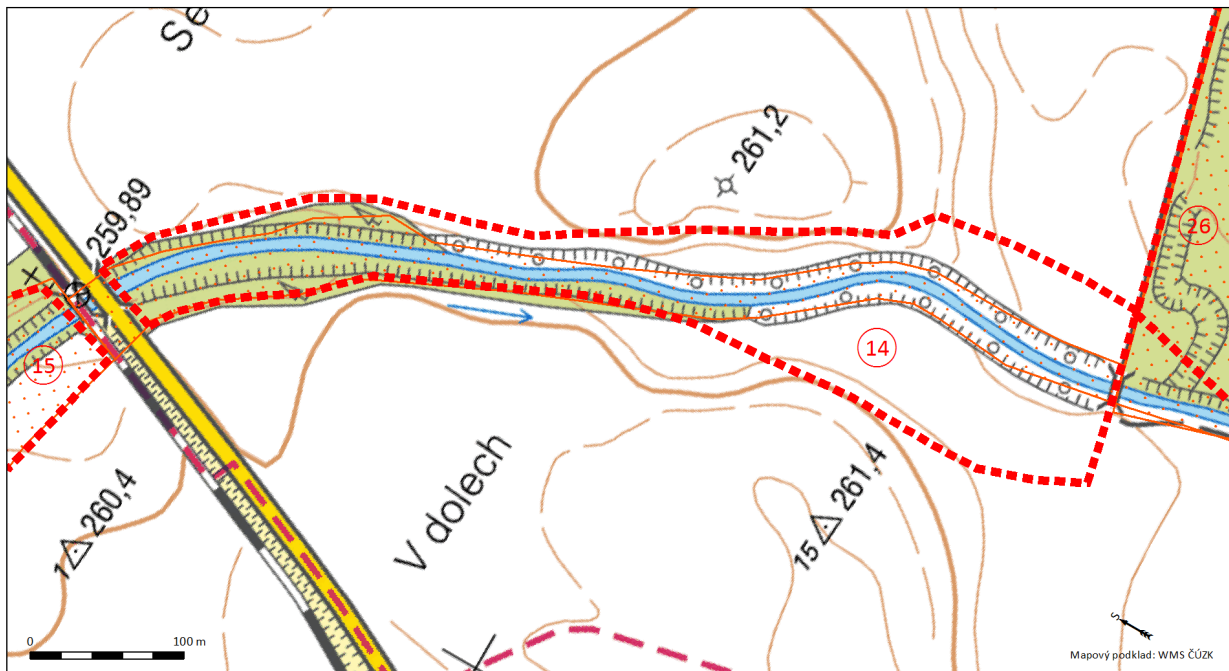 Se
261,2
259,89
26
15
14
V dolech
1 260,4
15 261,4
S
0 100 m
Mapový podklad: WMS ČÚZK